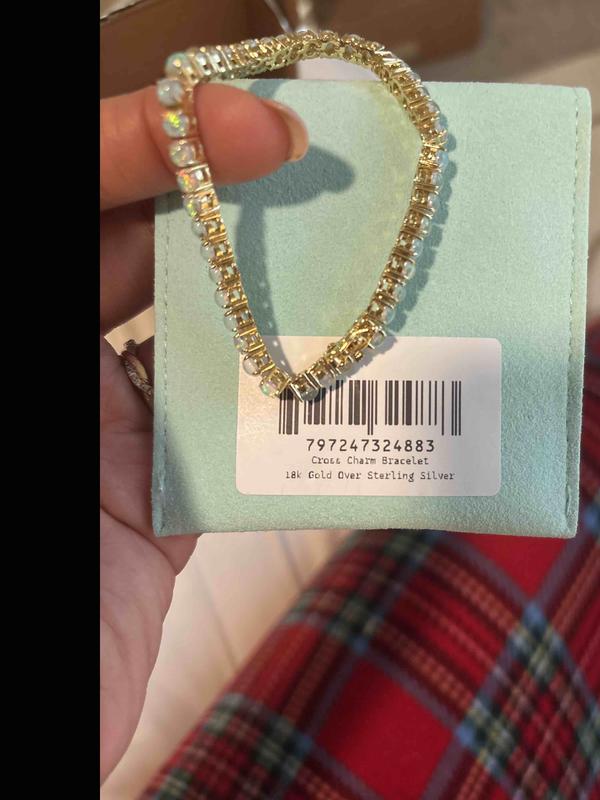 797247324883
Cross Charm Bracelet
18k Gold Over Sterling Silver